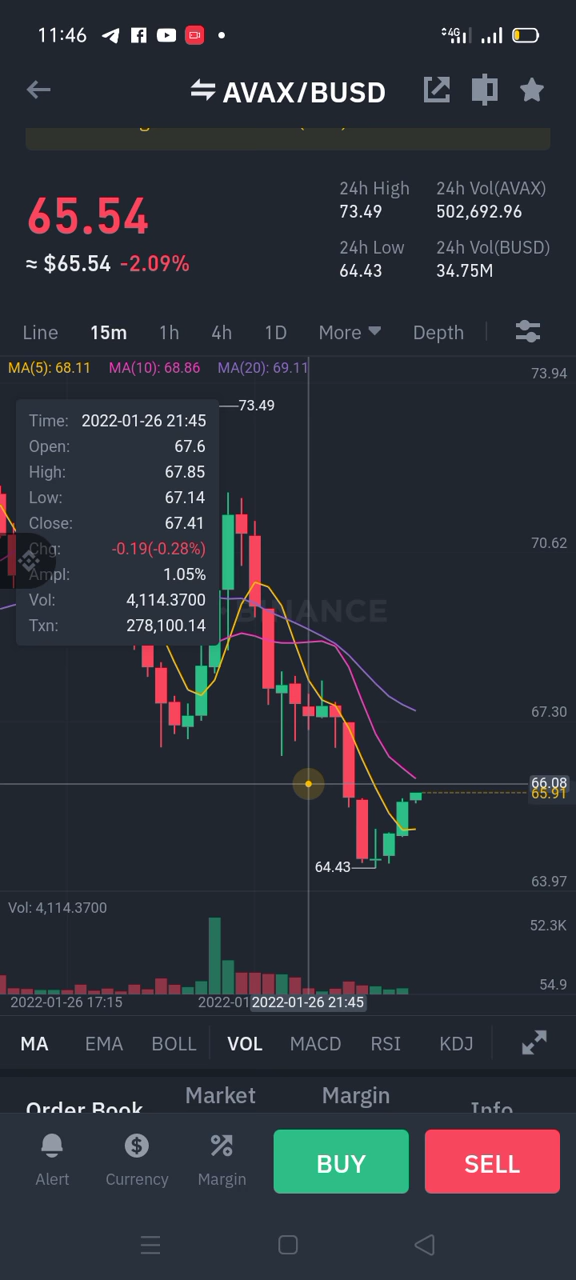 11:46
4G
AVAX/BUSD
65.54
≈ $65.54 -2.09%
24h High
73.49
24h Vol(AVAX)
502,692.96
24h Low
64.43
24h Vol(BUSD)
34.75M
Line 15m 1h 4h 1D More Depth
MA(5): 68.11 MA(10): 68.86 MA(20): 69.11
73.94
73.49
Time: 2022-01-26 21:45
Open: 67.6
High: 67.85
Low: 67.14
Close: 67.41
Chg: -0.19(-0.28%)
Ampl: 1.05%
Vol: 4,114.3700
Txn: 278,100.14
70.62
BINANCE
67.30
66.08
65.91
64.43
63.97
Vol: 4,114.3700
52.3K
54.9
2022-01-26 17:15 2022-01 2022-01-26 21:45
MA EMA BOLL VOL MACD RSI KDJ
Order Book Market Margin Info
Alert Currency Margin BUY SELL